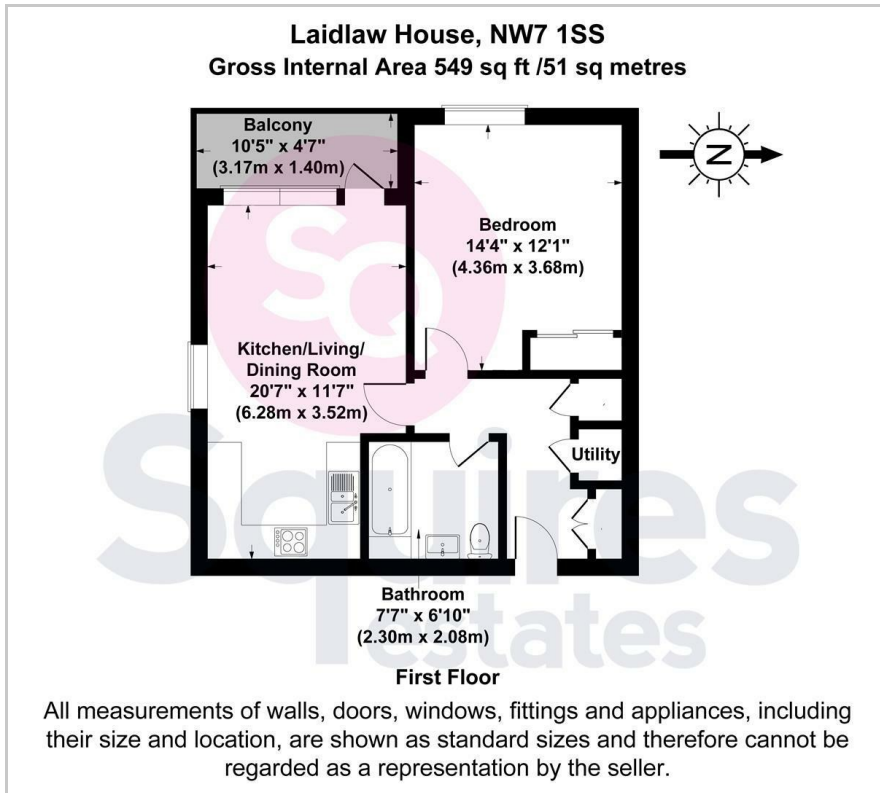 Laidlaw House, NW7 1SS
Gross Internal Area 549 sq ft /51 sq metres
Balcony
10'5" x 4'7"
(3.17m x 1.40m)
N
Bedroom
14'4" x 12'1"
(4.36m x 3.68m)
SQ
Kitchen/Living/
Dining Room
20'7" x 11'7"
(6.28m x 3.52m)
Utility
Squires
estates
Bathroom
7'7" x 6'10"
(2.30m x 2.08m)
First Floor
All measurements of walls, doors, windows, fittings and appliances, including
their size and location, are shown as standard sizes and therefore cannot be
regarded as a representation by the seller.